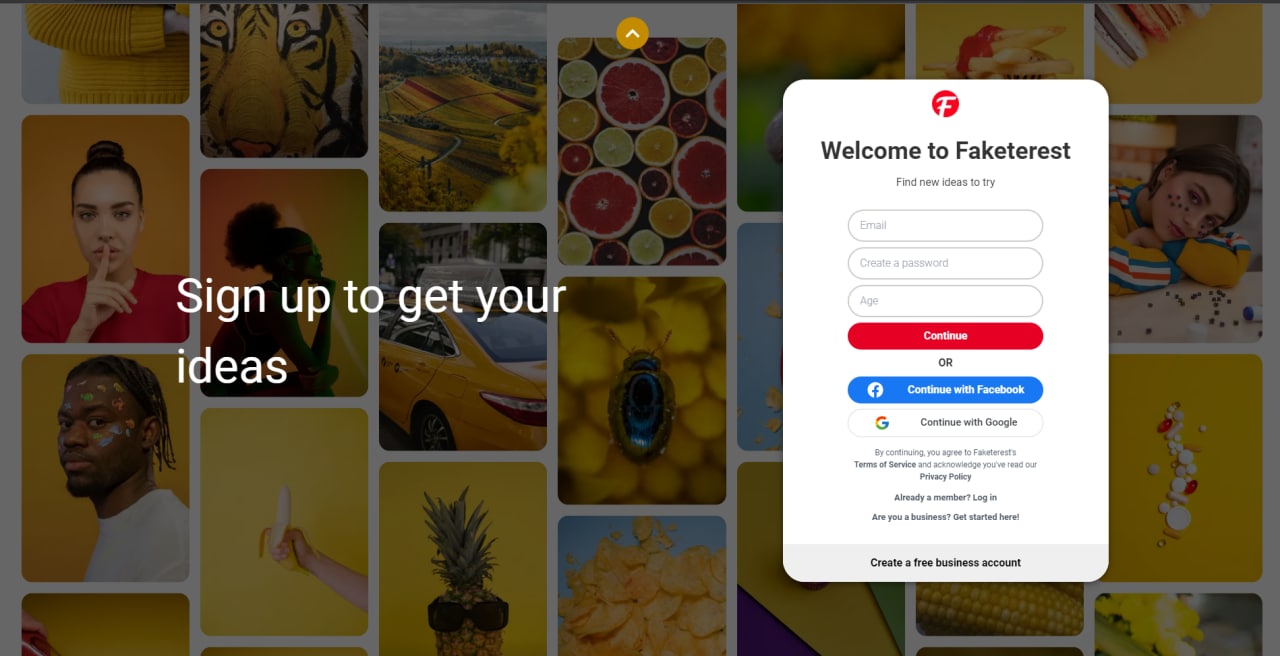 Sign up to get your
ideas
F
Welcome to Faketerest
Find new ideas to try
Email
Create a password
Age
Continue
OR
Continue with Facebook
Continue with Google
By continuing, you agree to Faketerest's
Terms of Service and acknowledge you've read our
Privacy Policy
Already a member? Log in
Are you a business? Get started here!
Create a free business account